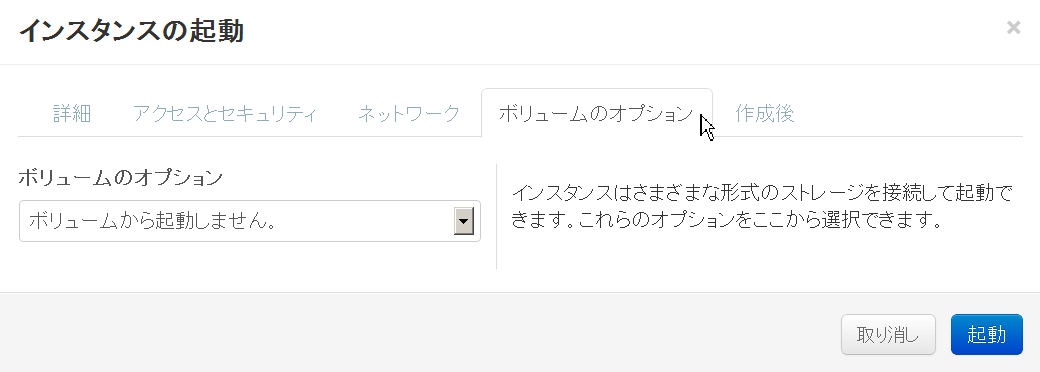 インスタンスの起動
×
詳細 アクセスとセキュリティ ネットワーク ボリュームのオプション 作成後
ボリュームのオプション
ボリュームから起動しません。
インスタンスはさまざまな形式のストレージを接続して起動で
きます。これらのオプションをここから選択できます。
取り消し 起動